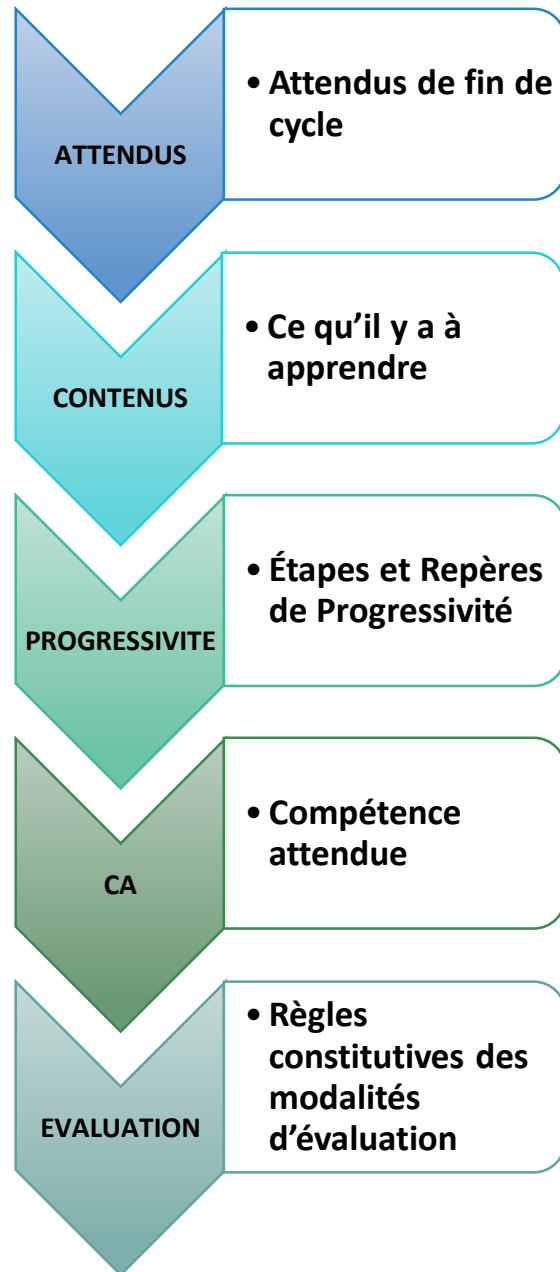 ATTENDUS
• Attendus de fin de
cycle
CONTENUS
• Ce qu’il y a à
apprendre
PROGRESSIVITE
• Étapes et Repères
de Progressivité
CA
• Compétence
attendue
EVALUATION
• Règles
constitutives des
modalités
d’évaluation